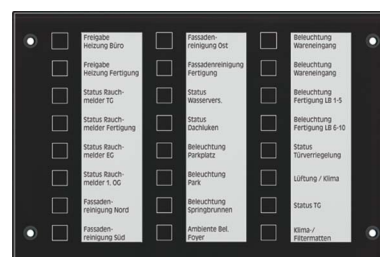 Freigabe
Heizung Büro
Freigabe
Heizung Fertigung
Status Rauch-
melder TG
Status Rauch-
melder Fertigung
Status Rauch-
melder EG
Status Rauch-
melder 1. OG
Fassaden-
reinigung Nord
Fassaden-
reinigung Süd
Fassaden-
reinigung Ost
Fassadenreinigung
Fertigung
Status
Wasservers.
Status
Dachluken
Beleuchtung
Parkplatz
Beleuchtung
Park
Beleuchtung
Springbrunnen
Ambiente Bel.
Foyer
Beleuchtung
Wareneingang
Beleuchtung
Wareneingang
Beleuchtung
Fertigung LB 1-5
Beleuchtung
Fertigung LB 6-10
Status
Türverriegelung
Lüftung / Klima
Status TG
Klima-/
Filtermatten